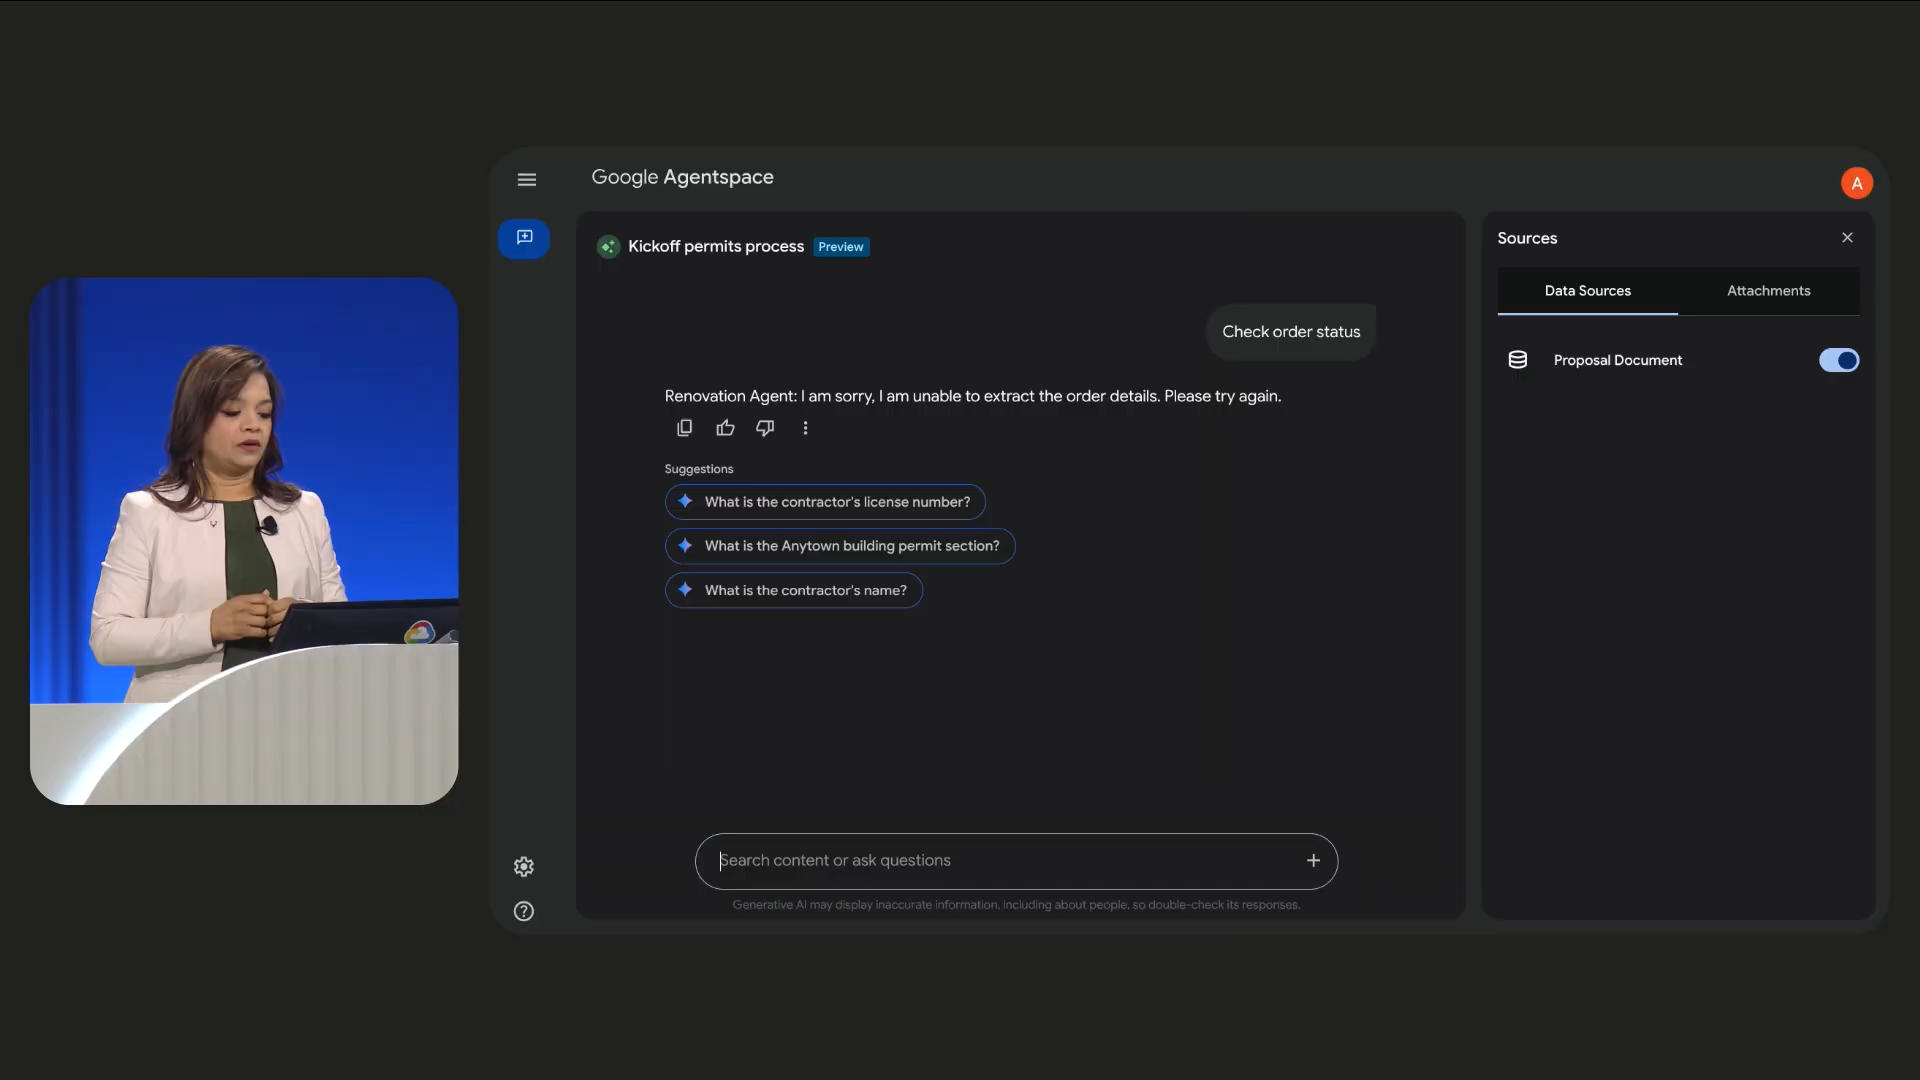 Google Agentspace
A
Kickoff permits process Preview
Check order status
Renovation Agent: I am sorry, I am unable to extract the order details. Please try again.
Suggestions
What is the contractor's license number?
What is the Anytown building permit section?
What is the contractor's name?
Search content or ask questions
Generative AI may display inaccurate information, including about people, so double-check its responses.
Sources
Data Sources Attachments
Proposal Document